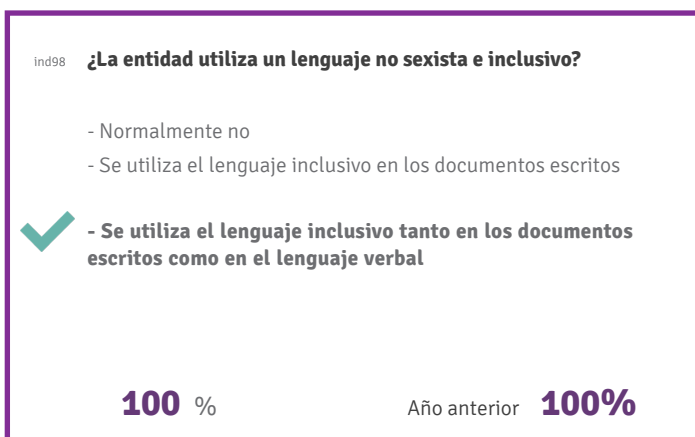 ind98 ¿La entidad utiliza un lenguaje no sexista e inclusivo?
- Normalmente no
- Se utiliza el lenguaje inclusivo en los documentos escritos
- Se utiliza el lenguaje inclusivo tanto en los documentos
escritos como en el lenguaje verbal
100 % Año anterior 100%